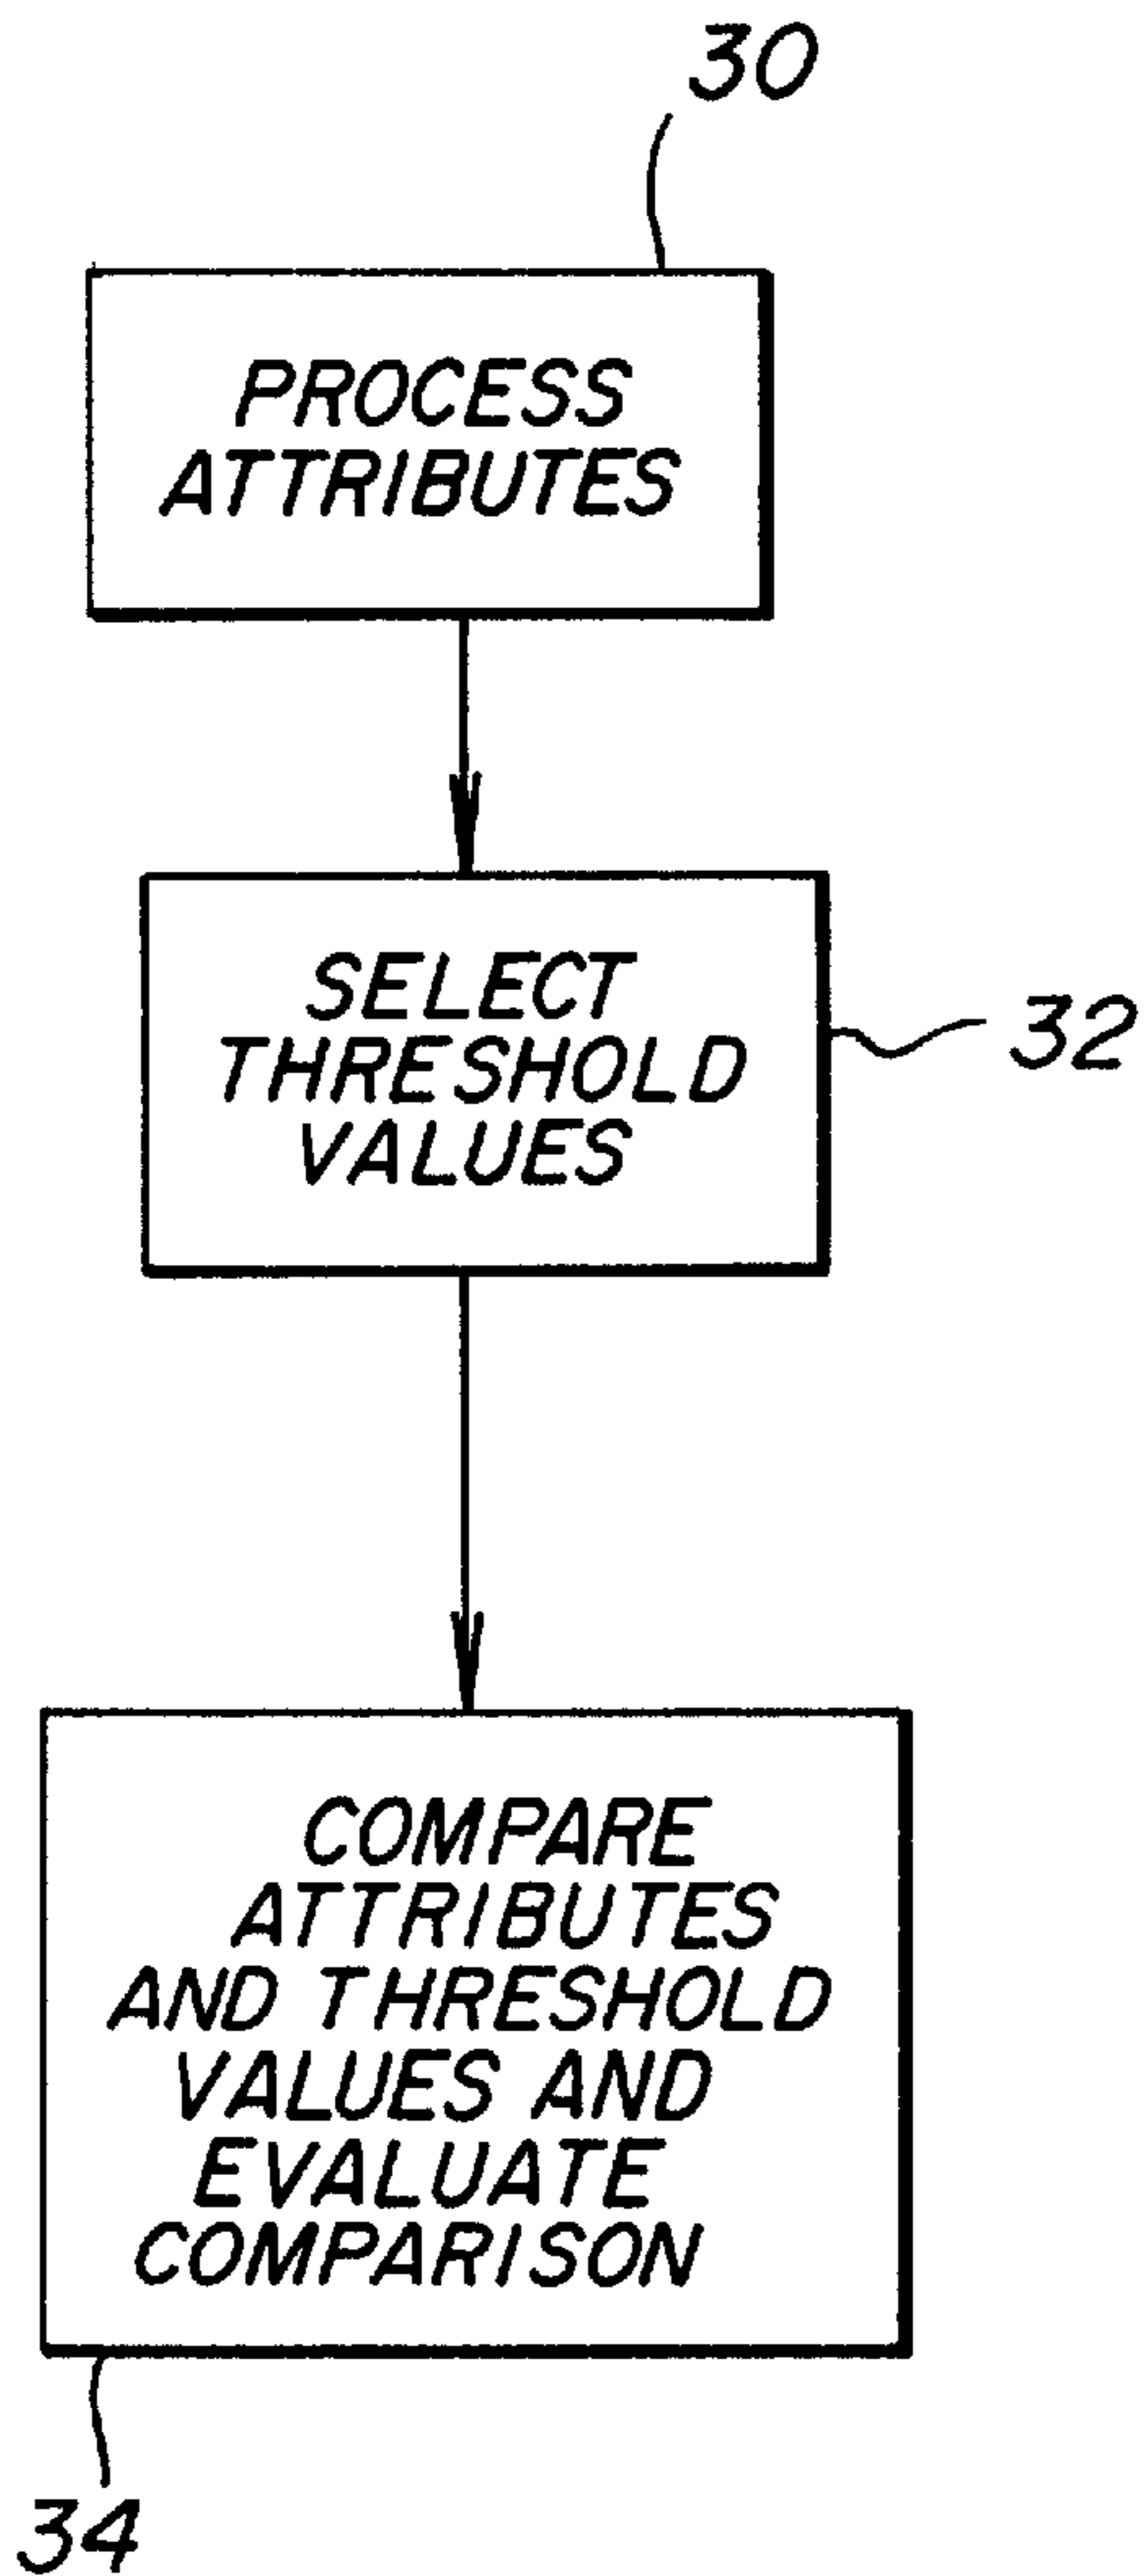 30
PROCESS
ATTRIBUTES
SELECT
THRESHOLD
VALUES
32
COMPARE
ATTRIBUTES
AND THRESHOLD
VALUES AND
EVALUATE
COMPARISON
34